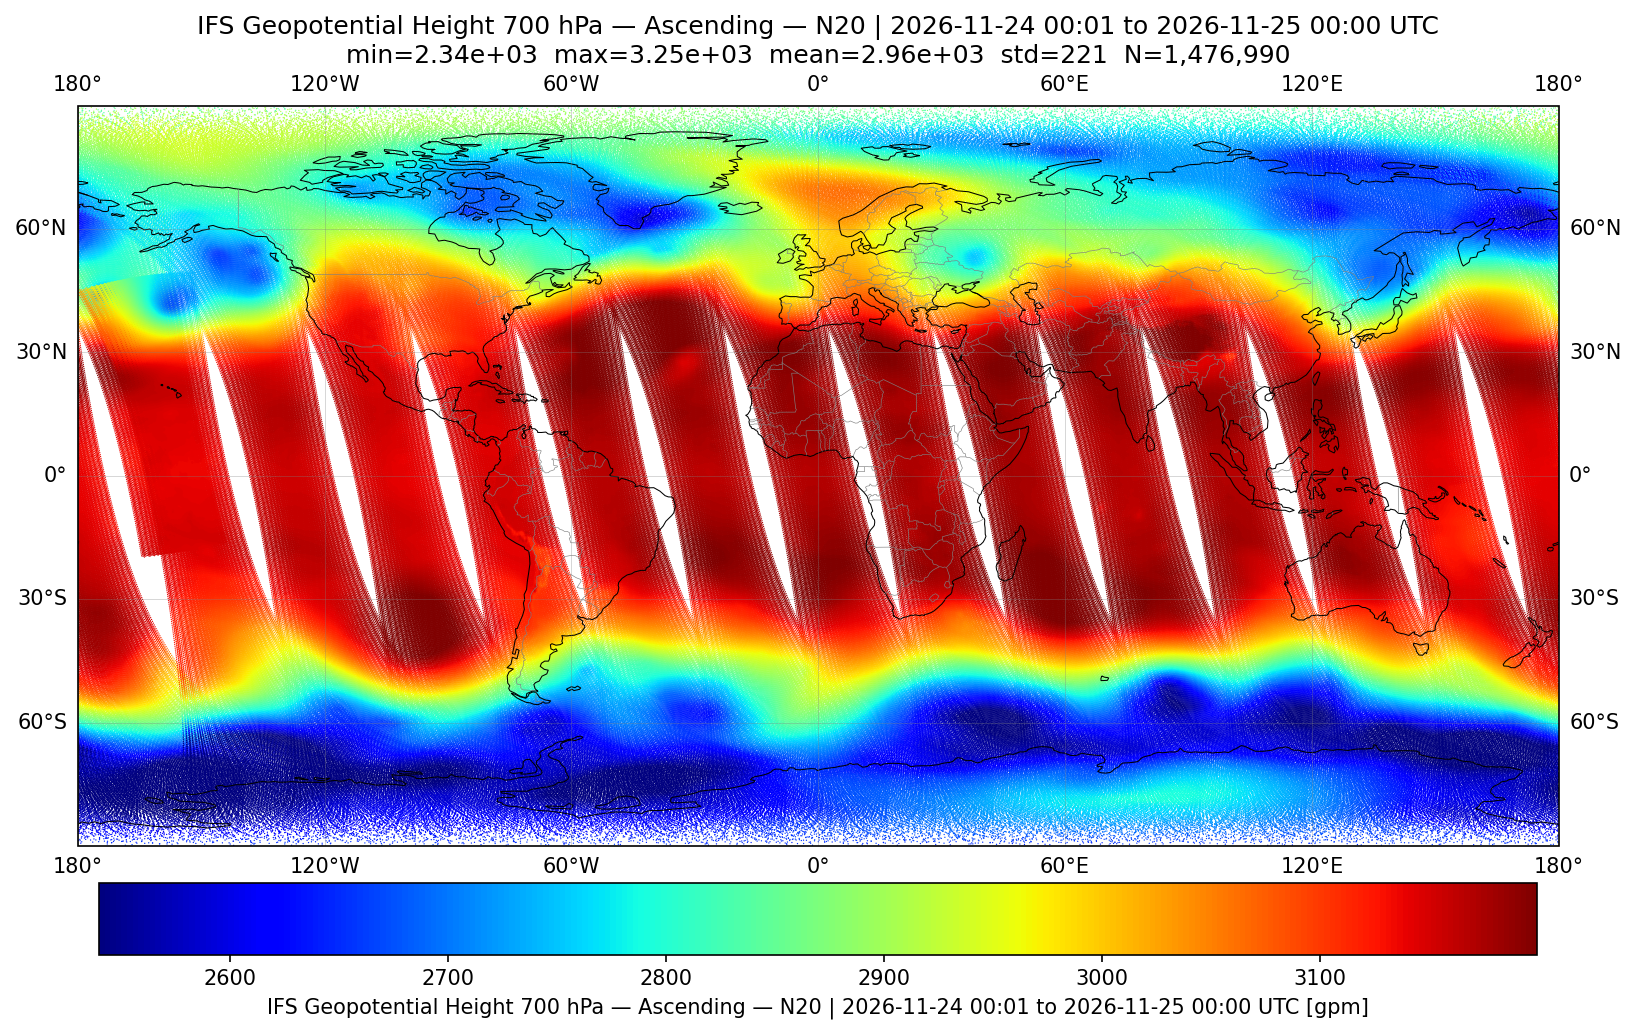 IFS Geopotential Height 700 hPa — Ascending — N20 | 2026-11-24 00:01 to 2026-11-25 00:00 UTC
min=2.34e+03 max=3.25e+03 mean=2.96e+03 std=221 N=1,476,990
180° 120°W 60°W 0° 60°E 120°E 180°
60°N 60°N
30°N 30°N
0° 0°
30°S 30°S
60°S 60°S
180° 120°W 60°W 0° 60°E 120°E 180°
2600 2700 2800 2900 3000 3100
IFS Geopotential Height 700 hPa — Ascending — N20 | 2026-11-24 00:01 to 2026-11-25 00:00 UTC [gpm]